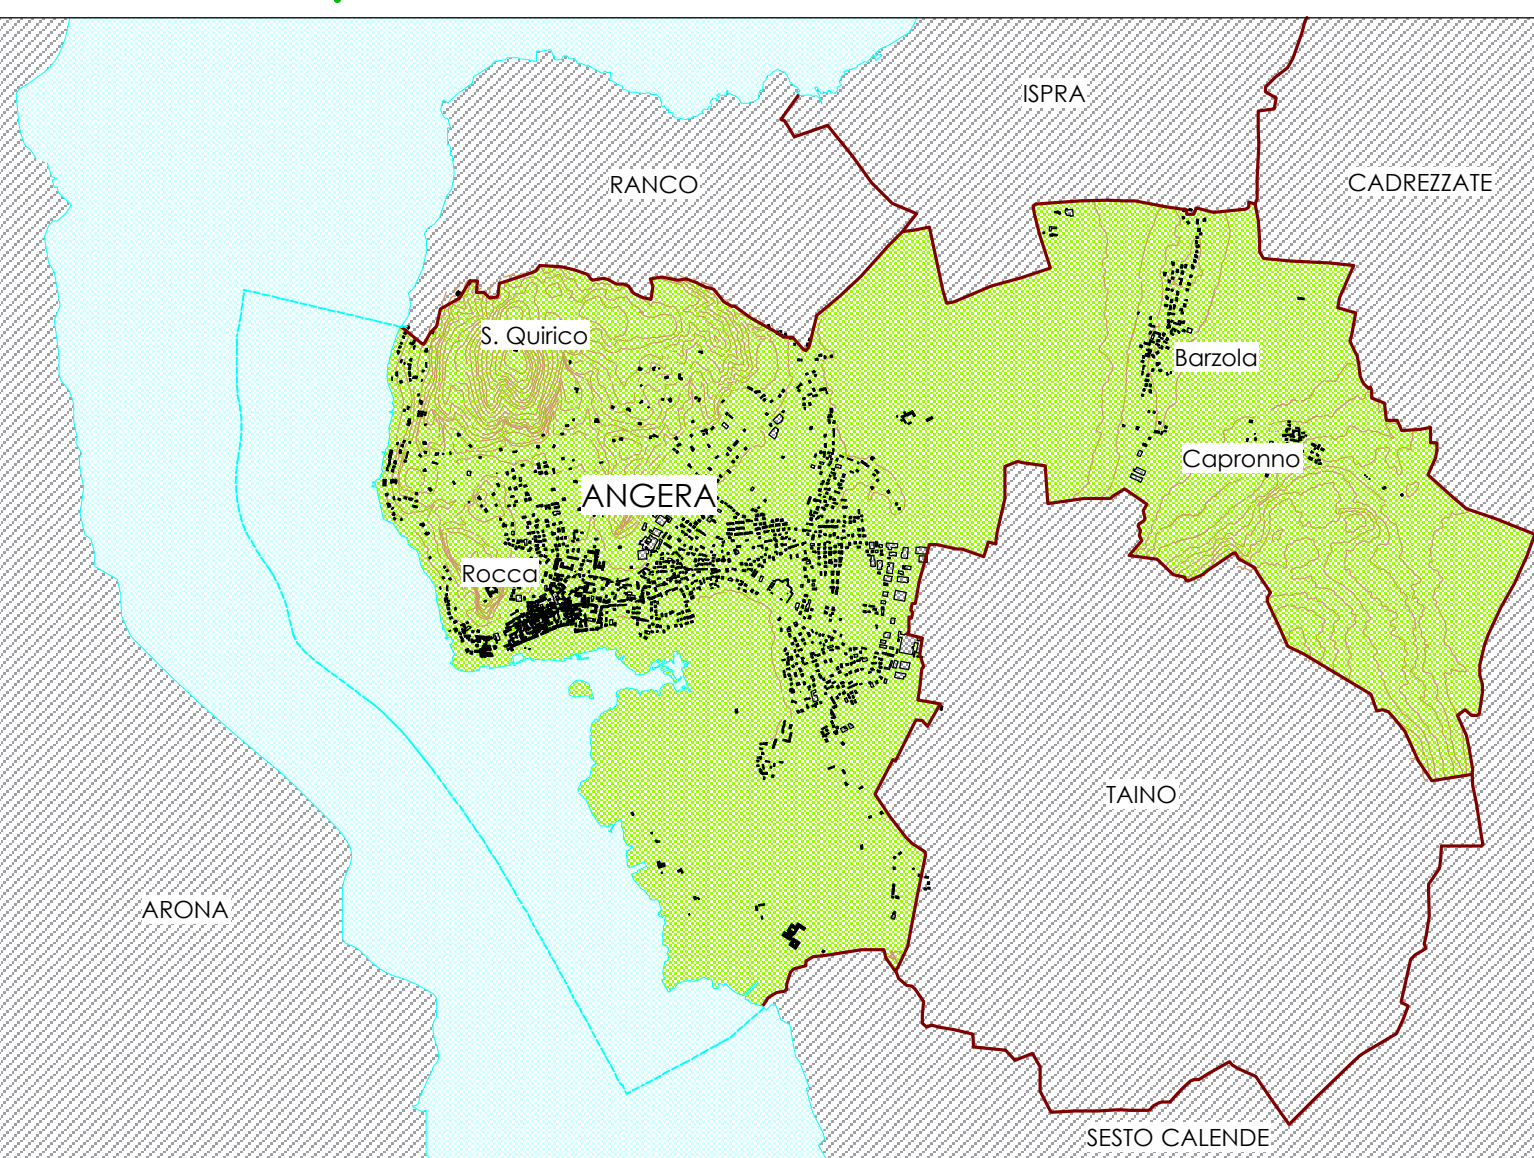 ISPRA
RANCO
CADREZZATE
S. Quirico
Barzola
Capronno
ANGERA
Rocca
TAINO
ARONA
SESTO CALENDE